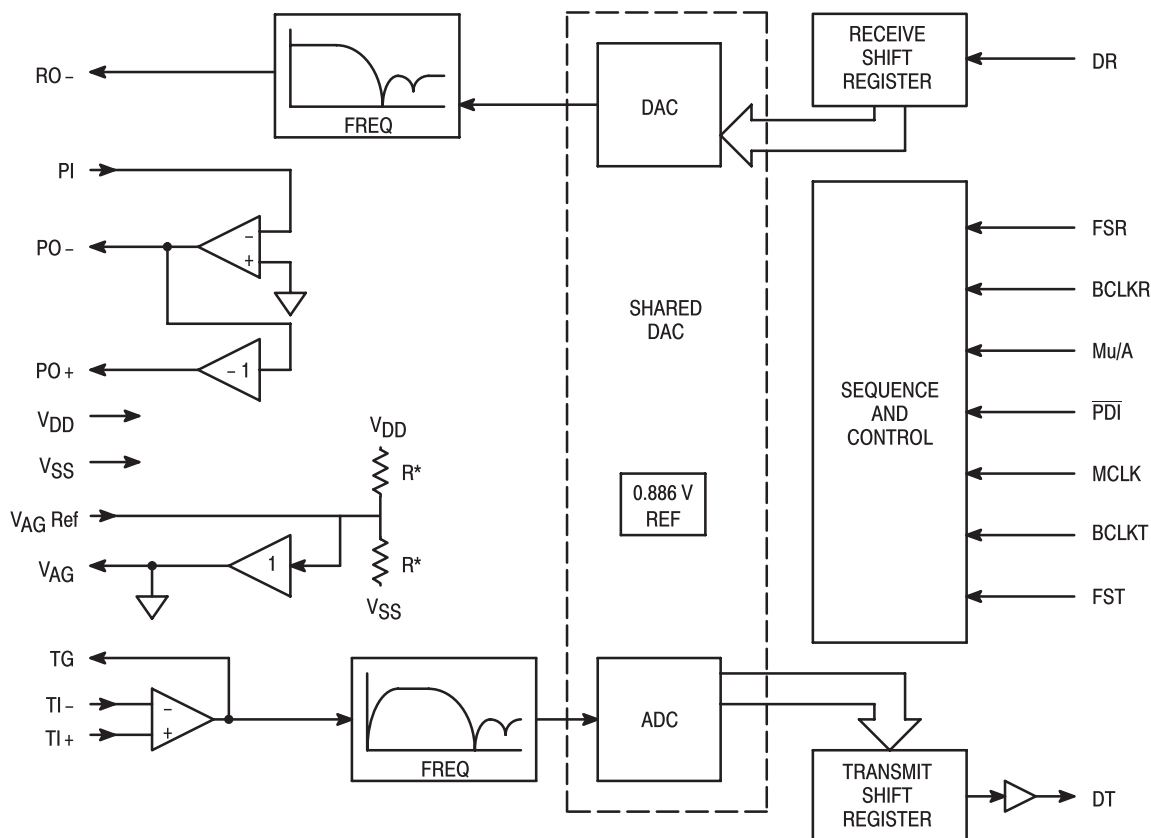 RO –
FREQ
DAC
RECEIVE
SHIFT
REGISTER
DR
PI
–
+
PO –
PO +
– 1
SHARED
DAC
FSR
BCLKR
Mu/A
SEQUENCE
AND
CONTROL
PDI
MCLK
BCLKT
FST
VDD
VSS
VDD
R*
VAG Ref
VAG
1
R*
VSS
0.886 V
REF
TG
TI –
TI +
–
+
FREQ
ADC
TRANSMIT
SHIFT
REGISTER
DT